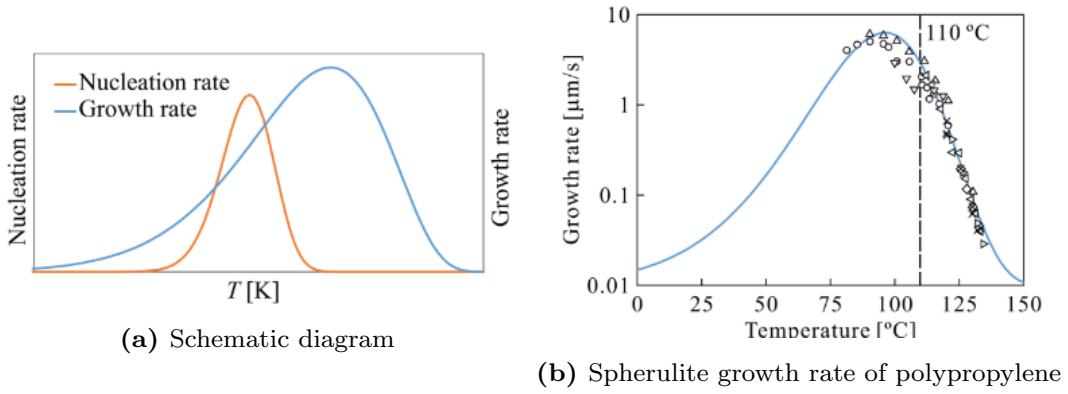 Nucleation rate
Growth rate
Nucleation rate
Growth rate
T [K]
(a) Schematic diagram
Growth rate [μm/s]
10
1
0.1
0.01
110 ºC
0 25 50 75 100 125 150
Temperature [ºC]
(b) Spherulite growth rate of polypropylene